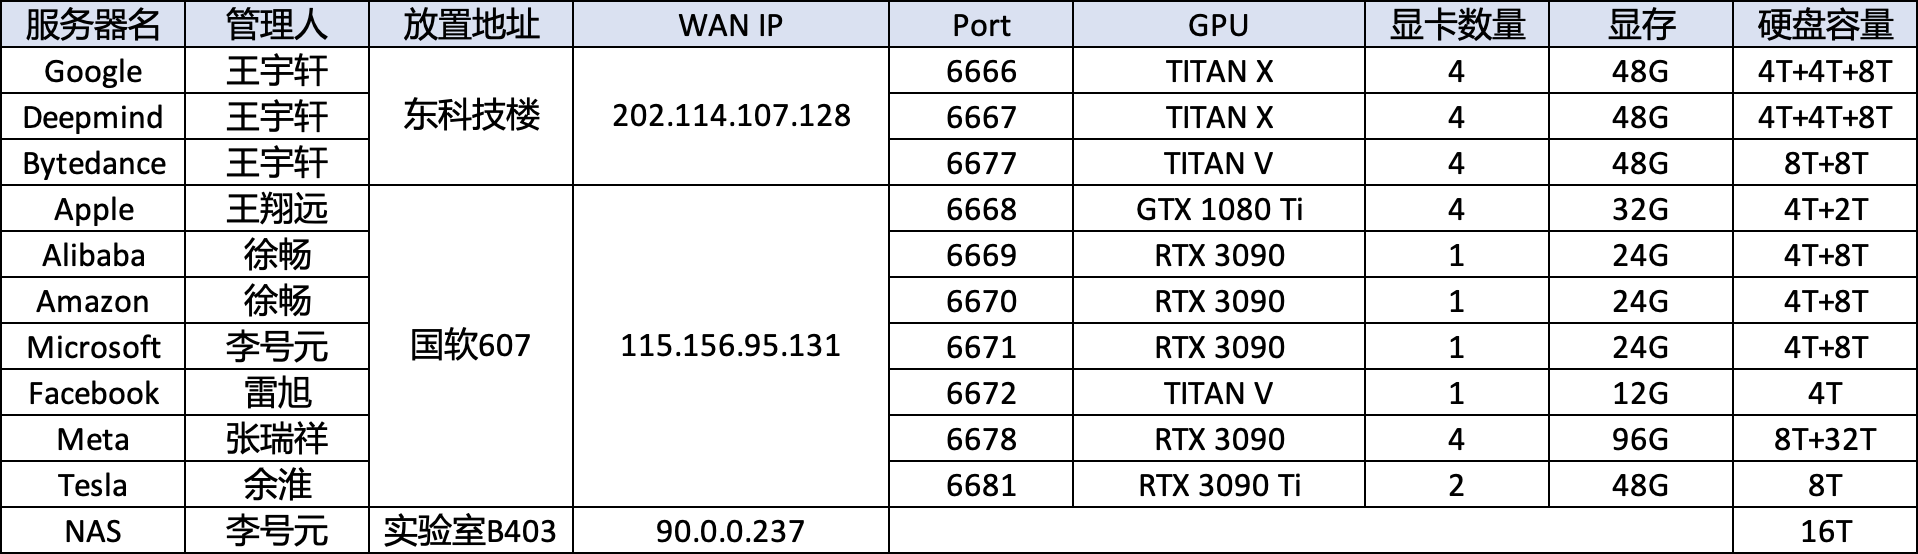 服务器名 管理人 放置地址 WAN IP Port GPU 显卡数量 显存 硬盘容量
Google 王宇轩 东科技楼 202.114.107.128 6666 TITAN X 4 48G 4T+4T+8T
Deepmind 王宇轩 6667 TITAN X 4 48G 4T+4T+8T
Bytedance 王宇轩 6677 TITAN V 4 48G 8T+8T
Apple 王翔远 国软607 115.156.95.131 6668 GTX 1080 Ti 4 32G 4T+2T
Alibaba 徐畅 6669 RTX 3090 1 24G 4T+8T
Amazon 徐畅 6670 RTX 3090 1 24G 4T+8T
Microsoft 李号元 6671 RTX 3090 1 24G 4T+8T
Facebook 雷旭 6672 TITAN V 1 12G 4T
Meta 张瑞祥 6678 RTX 3090 4 96G 8T+32T
Tesla 余淮 6681 RTX 3090 Ti 2 48G 8T
NAS 李号元 实验室B403 90.0.0.237 16T